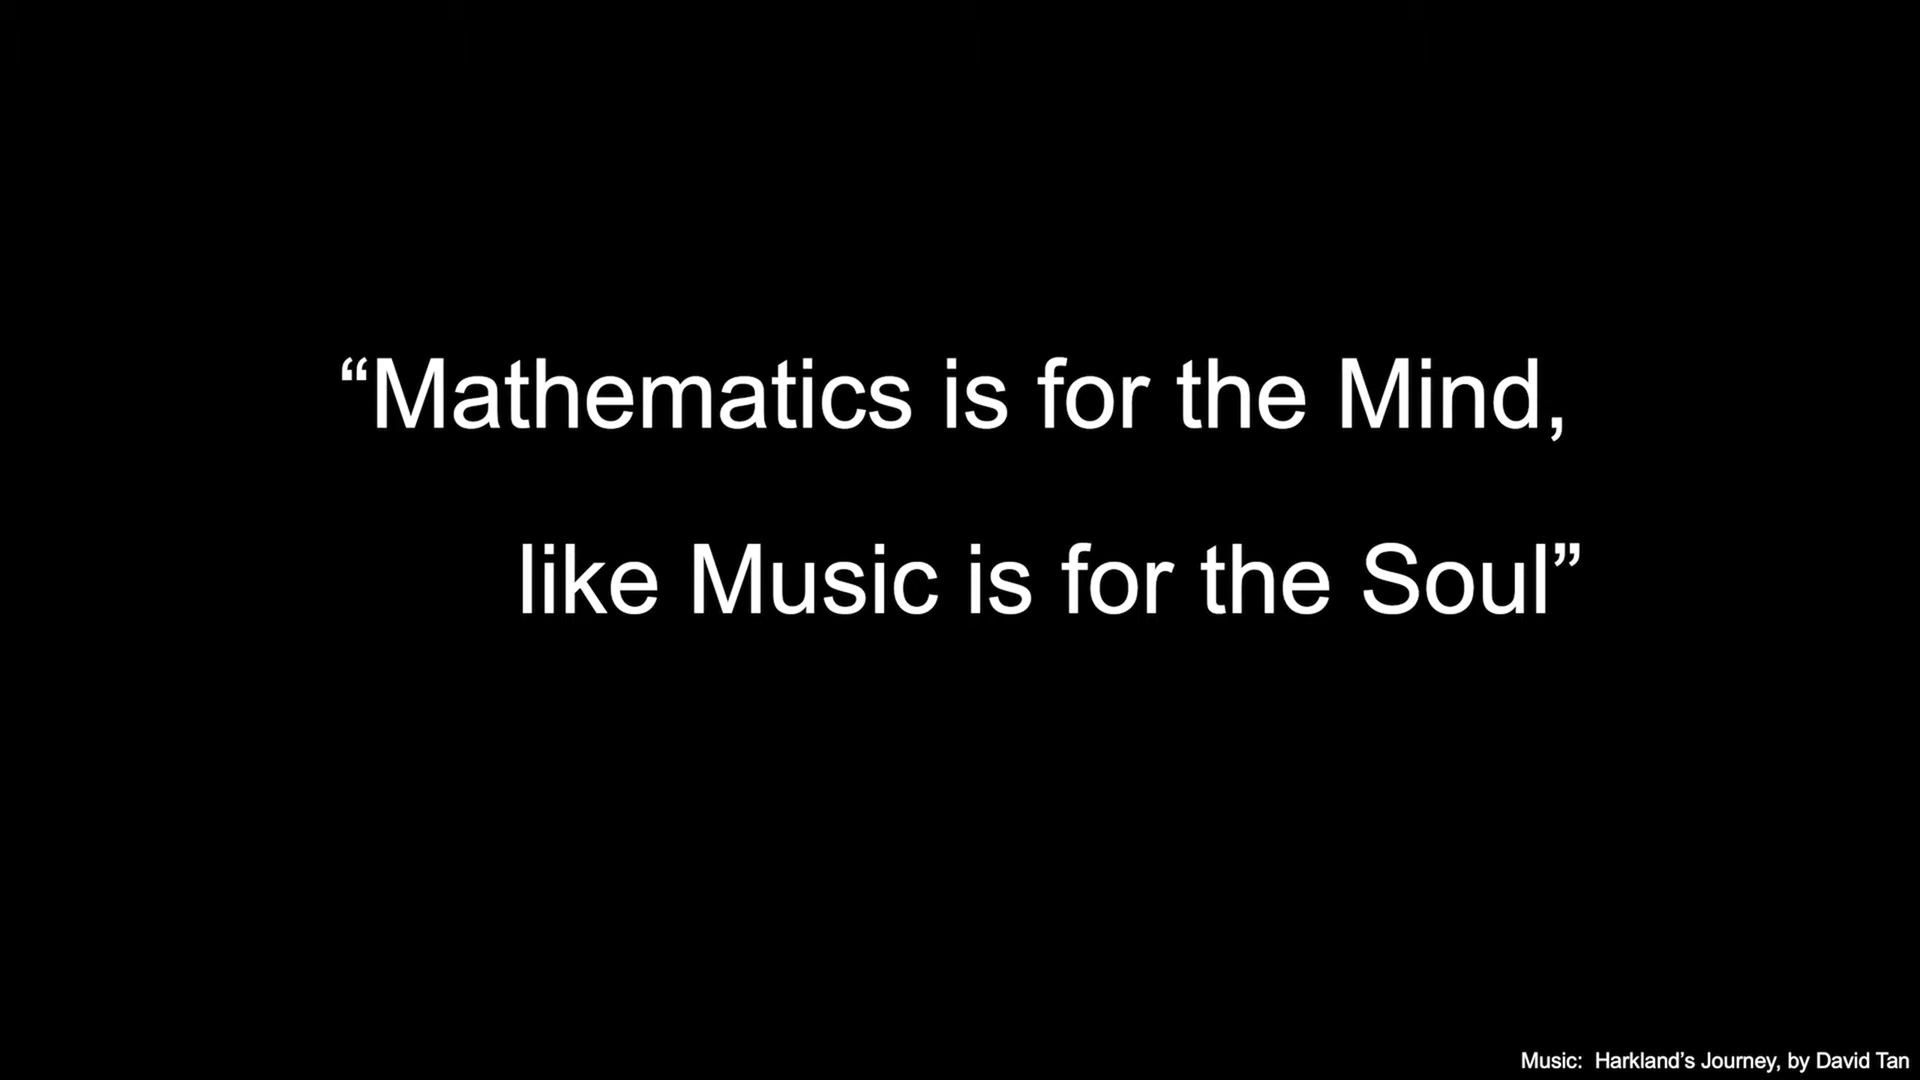 “Mathematics is for the Mind,
like Music is for the Soul”
Music:  Harkland’s Journey, by David Tan